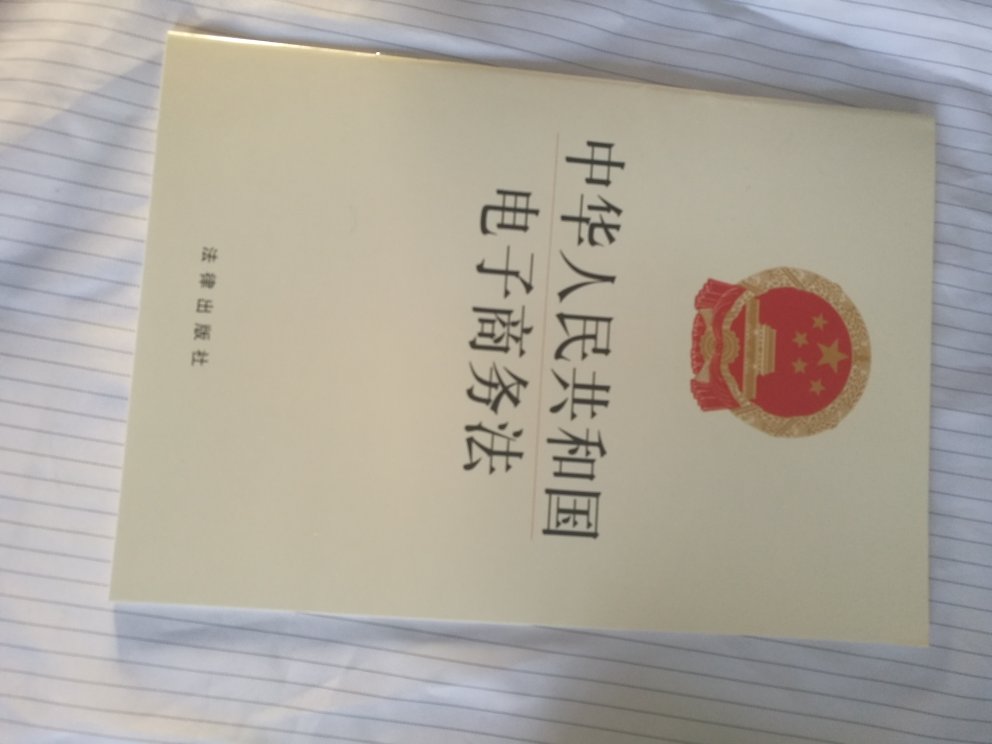 中华人民共和国
电子商务法
法律出版社